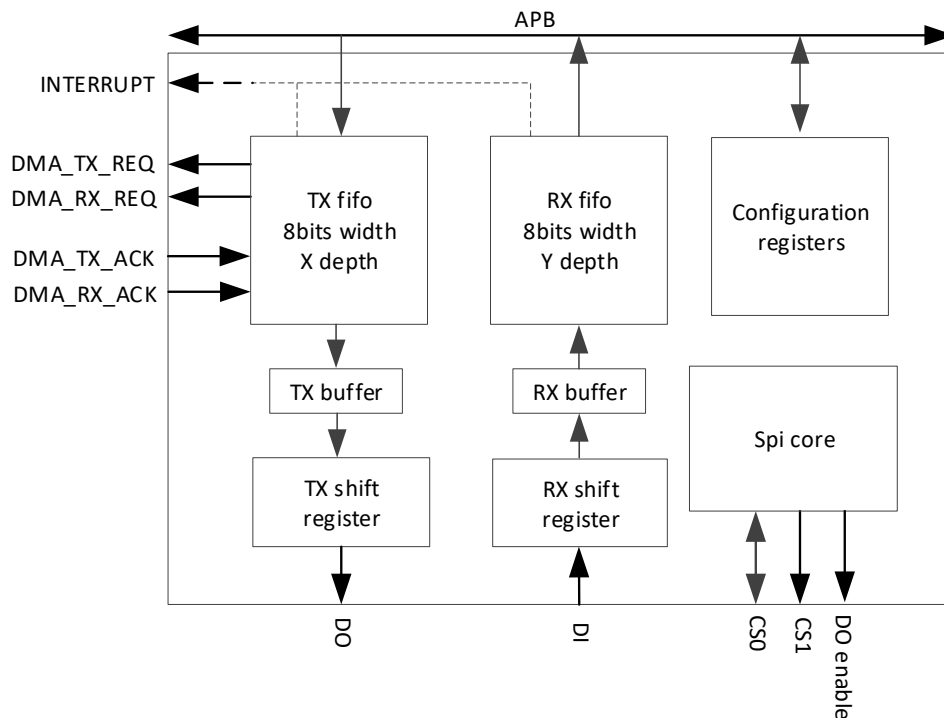 APB
INTERRUPT
DMA_TX_REQ
DMA_RX_REQ
DMA_TX_ACK
DMA_RX_ACK
TX fifo
8bits width
X depth
RX fifo
8bits width
Y depth
Configuration
registers
TX buffer
RX buffer
Spi core
TX shift
register
RX shift
register
DO
DI
CS0
CS1
DO enable